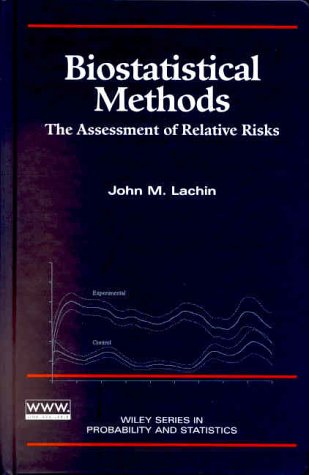 Biostatistical
Methods
The Assessment of Relative Risks
John M. Lachin
Experimental
Control
WWW.
WILEY SERIES IN
PROBABILITY AND STATISTICS